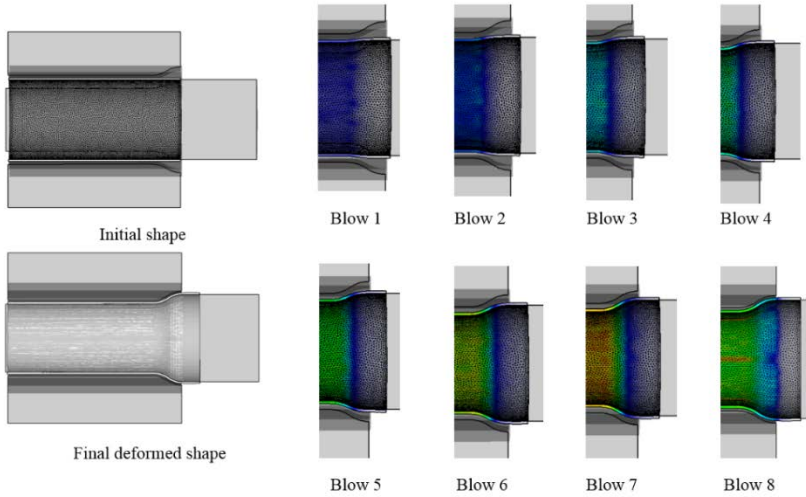 Initial shape
Final deformed shape
Blow 1
Blow 2
Blow 3
Blow 4
Blow 5
Blow 6
Blow 7
Blow 8